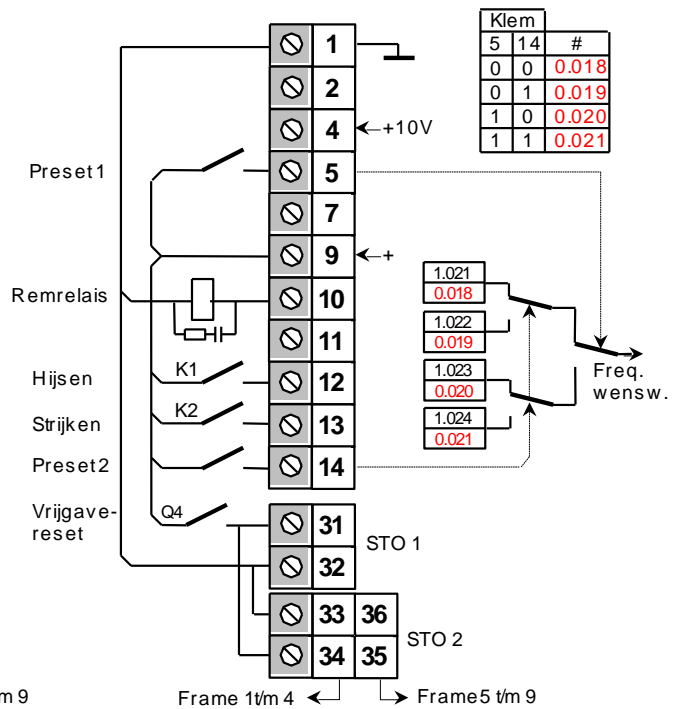 Klem
5 14 #
0 0 0.018
0 1 0.019
1 0 0.020
1 1 0.021
1
2
4 +10V
Preset1 5
7
9 +
Remrelais 10
11
Hijsen K1 12
Strijken K2 13
Preset2 14
1.021
0.018
1.022
0.019
1.023
0.020
1.024
0.021
Freq.
wensw.
Vrijgave-
reset
Q4
31
STO 1
32
33 36
STO 2
34 35
m 9
Frame 1t/m 4
Frame5 t/m 9